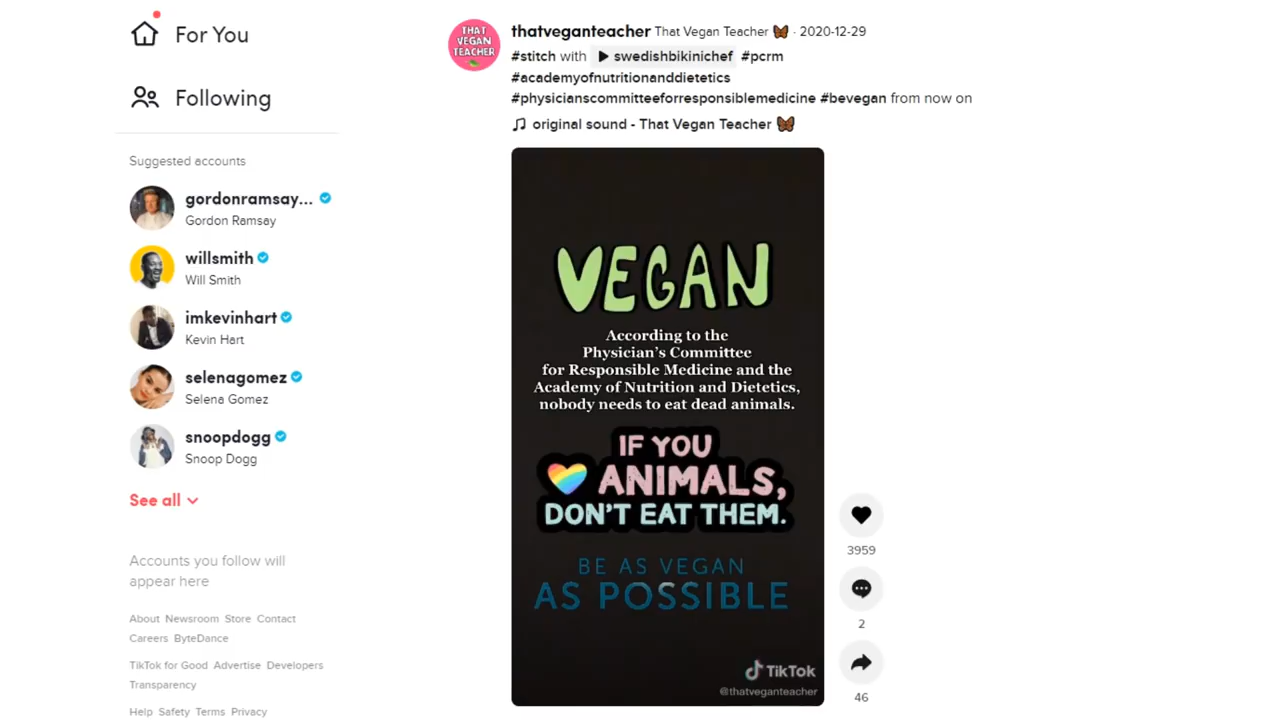 For You
Following
Suggested accounts
gordonramsay...
Gordon Ramsay
willsmith
Will Smith
imkevinhart
Kevin Hart
selenagomez
Selena Gomez
snoopdogg
Snoop Dogg
See all
Accounts you follow will
appear here
About Newsroom Store Contact
Careers ByteDance
TikTok for Good Advertise Developers
Transparency
Help Safety Terms Privacy
THAT
VEGAN
TEACHER
thatveganteacher That Vegan Teacher 🦋 · 2020-12-29
#stitch with ▶ swedishbikinichef #pcrm
#academyofnutritionanddietetics
#physicianscommitteeforresponsiblemedicine #bevegan from now on
♫ original sound - That Vegan Teacher 🦋
VEGAN
According to the
Physician's Committee
for Responsible Medicine and the
Academy of Nutrition and Dietetics,
nobody needs to eat dead animals.
IF YOU
ANIMALS,
DON'T EAT THEM.
BE AS VEGAN
AS POSSIBLE
TikTok
@thatveganteacher
3959
2
46